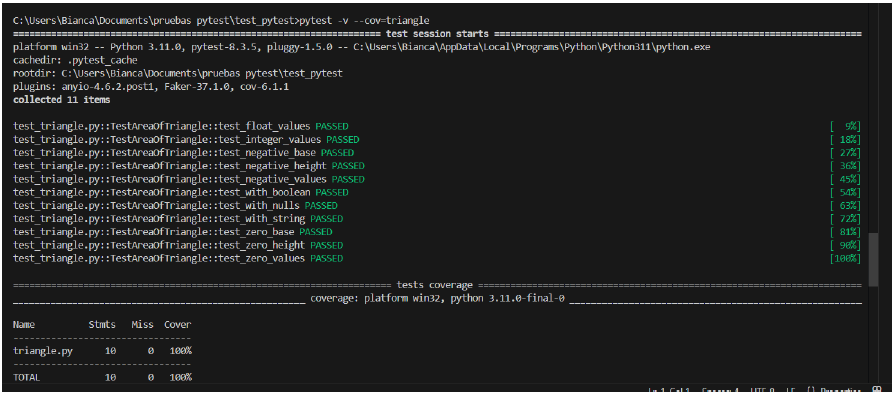 C:\Users\Bianca\Documents\pruebas pytest\test_pytest>pytest -v --cov=triangle
============================= test session starts =============================
platform win32 -- Python 3.11.0, pytest-8.3.5, pluggy-1.5.0 -- C:\Users\Bianca\AppData\Local\Programs\Python\Python311\python.exe
cachedir: .pytest_cache
rootdir: C:\Users\Bianca\Documents\pruebas pytest\test_pytest
plugins: anyio-4.6.2.post1, Faker-37.1.0, cov-6.1.1
collected 11 items
test_triangle.py::TestAreaOfTriangle::test_float_values PASSED [  9%]
test_triangle.py::TestAreaOfTriangle::test_integer_values PASSED [ 18%]
test_triangle.py::TestAreaOfTriangle::test_negative_base PASSED [ 27%]
test_triangle.py::TestAreaOfTriangle::test_negative_height PASSED [ 36%]
test_triangle.py::TestAreaOfTriangle::test_negative_values PASSED [ 45%]
test_triangle.py::TestAreaOfTriangle::test_with_boolean PASSED [ 54%]
test_triangle.py::TestAreaOfTriangle::test_with_nulls PASSED [ 63%]
test_triangle.py::TestAreaOfTriangle::test_with_string PASSED [ 72%]
test_triangle.py::TestAreaOfTriangle::test_zero_base PASSED [ 81%]
test_triangle.py::TestAreaOfTriangle::test_zero_height PASSED [ 90%]
test_triangle.py::TestAreaOfTriangle::test_zero_values PASSED [100%]
============================= tests coverage =============================
_____________ coverage: platform win32, python 3.11.0-final-0 _____________
Name Stmts Miss Cover
---------------------------------
triangle.py 10 0 100%
---------------------------------
TOTAL 10 0 100%